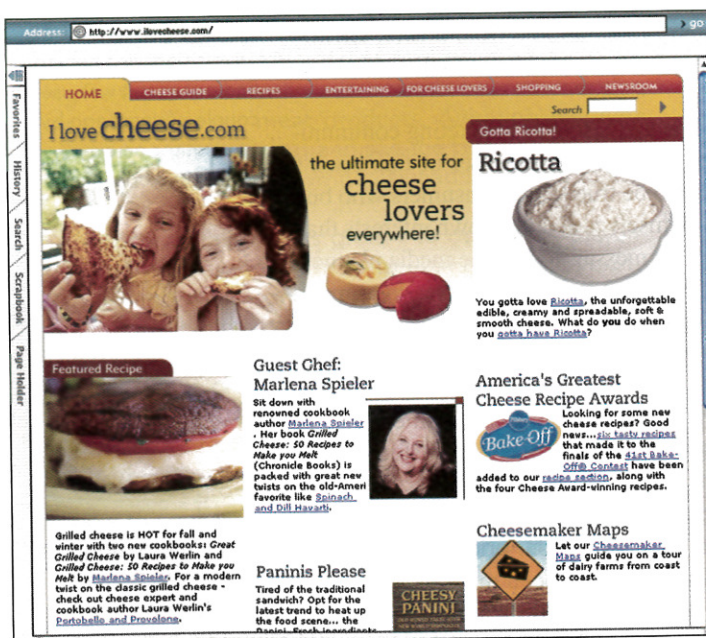 Address: http://www.ilovecheese.com/ > go
Favorites
History
Search
Scrapbook
Page Holder
HOME CHEESE GUIDE RECIPES ENTERTAINING FOR CHEESE LOVERS SHOPPING NEWSROOM
Search
I love cheese.com
the ultimate site for
cheese
lovers
everywhere!
Gotta Ricotta!
Ricotta
You gotta love Ricotta, the unforgettable
edible, creamy and spreadable, soft &
smooth cheese. What do you do when
you gotta have Ricotta?
Featured Recipe
Grilled cheese is HOT for fall and
winter with two new cookbooks: Great
Grilled Cheese by Laura Werlin and
Grilled Cheese: 50 Recipes to Make you
Melt by Marlena Spieler. For a modern
twist on the classic grilled cheese -
check out cheese expert and
cookbook author Laura Werlin's
Portobello and Provolone.
Guest Chef:
Marlena Spieler
Sit down with
renowned cookbook
author Marlena Spieler
. Her book Grilled
Cheese: 50 Recipes to
Make you Melt
(Chronicle Books) is
packed with great new
twists on the old-Ameri
favorite like Spinach
and Dill Havarti.
Paninis Please
Tired of the traditional
sandwich? Opt for the
latest trend to heat up
the food scene... the
Panini. Fresh ingredients
CHEESY
PANINI
America's Greatest
Cheese Recipe Awards
Bake-Off
Looking for some new
cheese recipes? Good
news...six tasty recipes
that made it to the
finals of the 41st Bake-
Off® Contest have been
added to our recipe section, along with
the four Cheese Award-winning recipes.
Cheesemaker Maps
Let our Cheesemaker
Maps guide you on a tour
of dairy farms from coast
to coast.